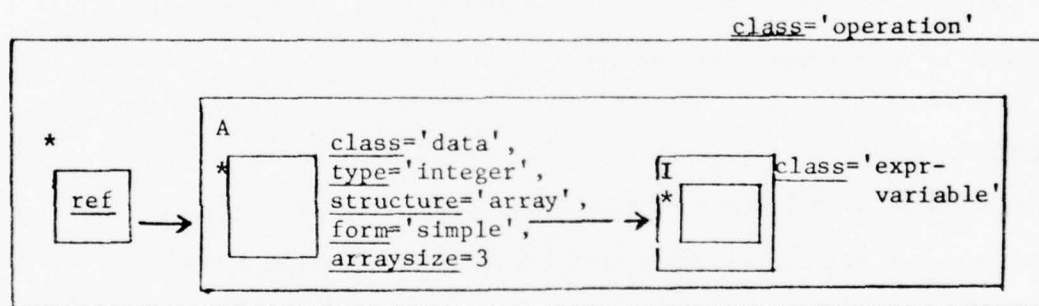 class='operation'
*
ref
A
*
class='data',
type='integer',
structure='array',
form='simple',
arraysize=3
I
*
class='expr-
variable'